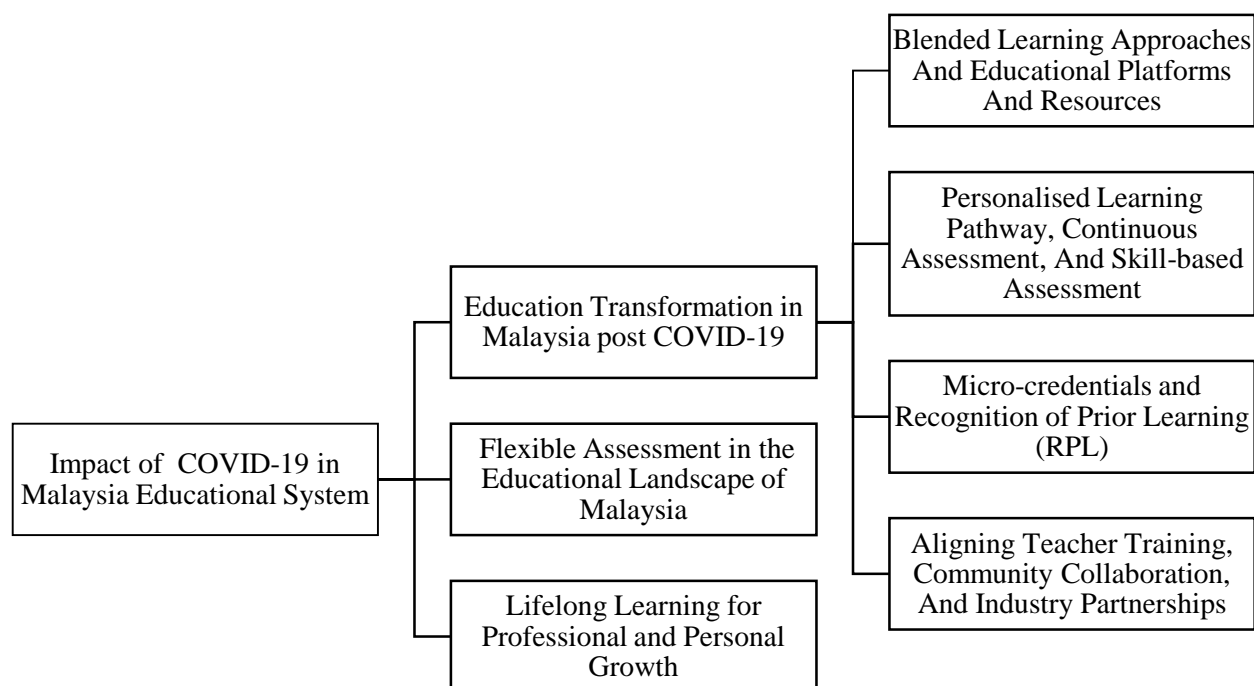 Impact of COVID-19 in
Malaysia Educational System
Education Transformation in
Malaysia post COVID-19
Flexible Assessment in the
Educational Landscape of
Malaysia
Lifelong Learning for
Professional and Personal
Growth
Blended Learning Approaches
And Educational Platforms
And Resources
Personalised Learning
Pathway, Continuous
Assessment, And Skill-based
Assessment
Micro-credentials and
Recognition of Prior Learning
(RPL)
Aligning Teacher Training,
Community Collaboration,
And Industry Partnerships